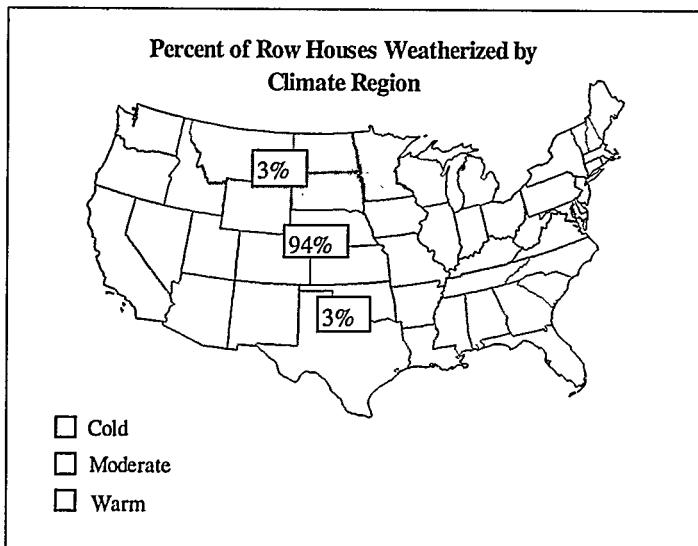 Percent of Row Houses Weatherized by
Climate Region
3%
94%
3%
Cold
Moderate
Warm